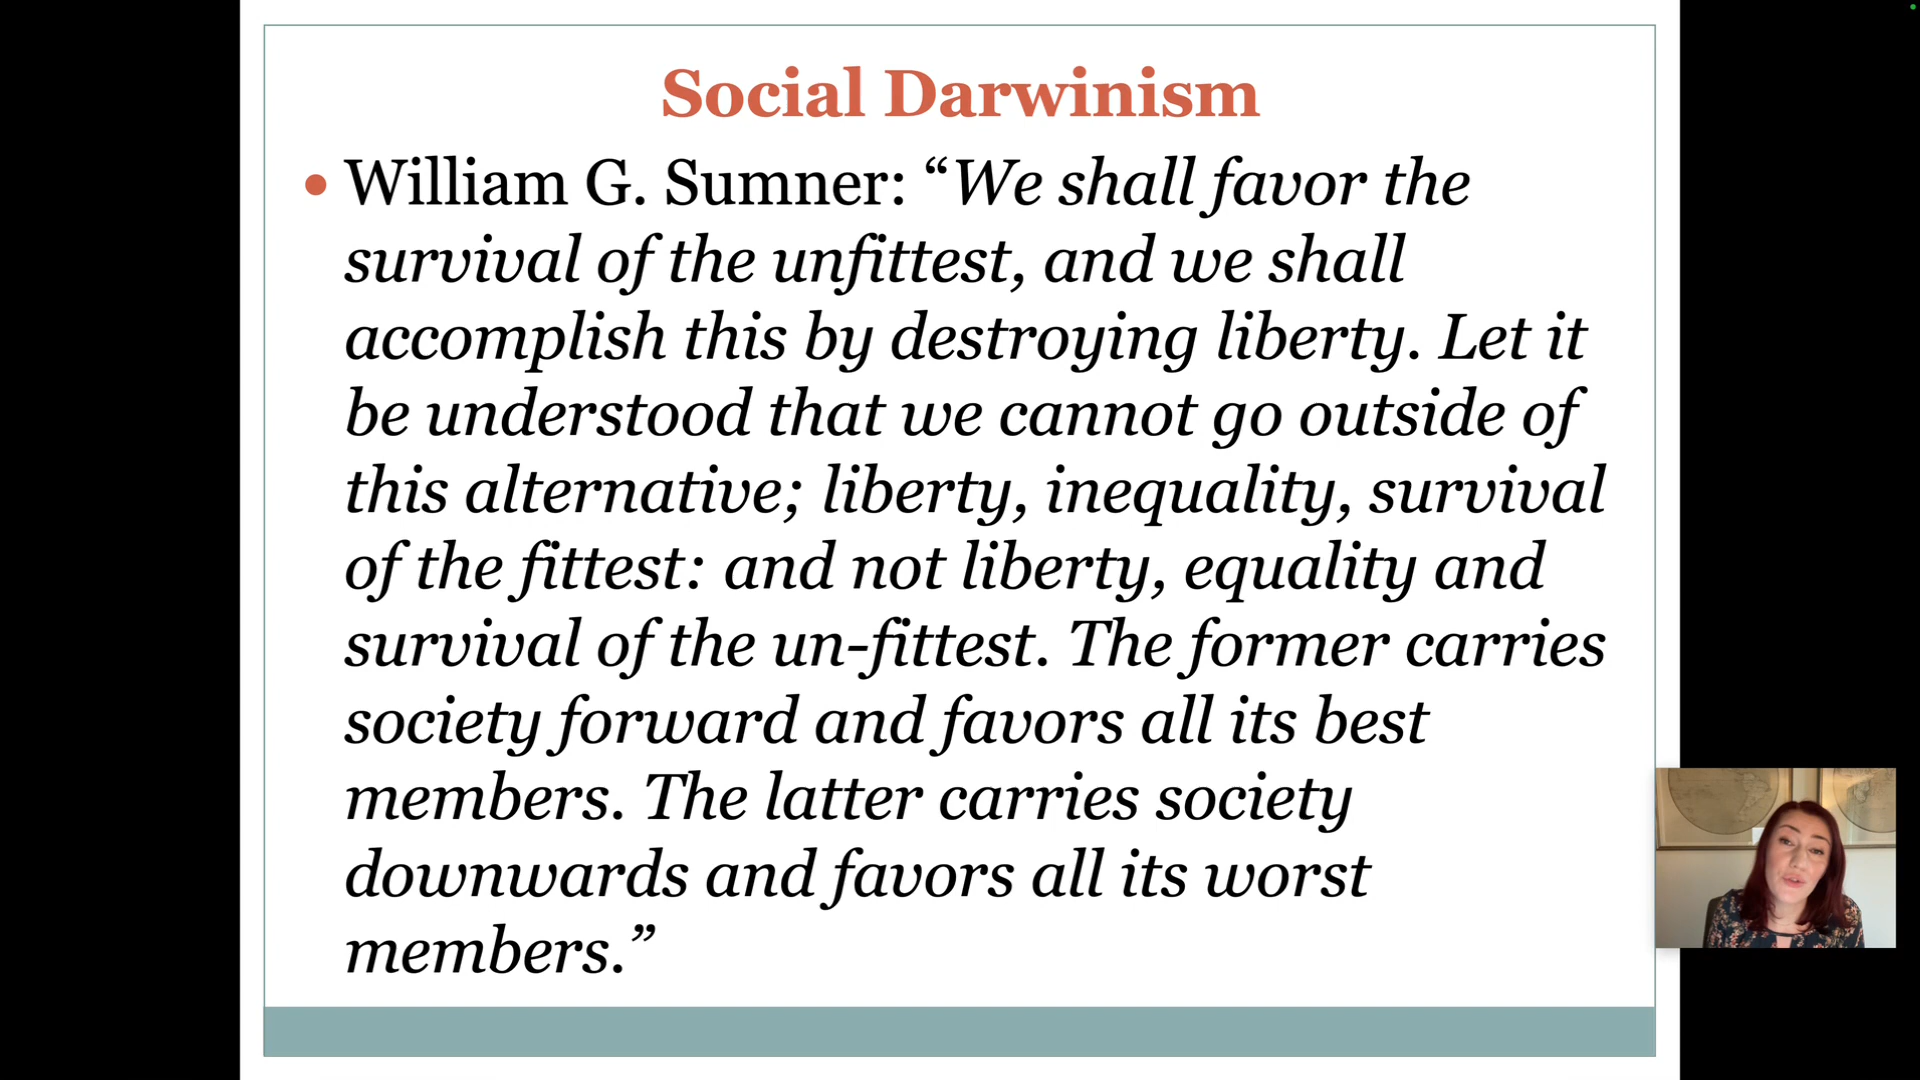 Social Darwinism
• William G. Sumner: “We shall favor the
survival of the unfittest, and we shall
accomplish this by destroying liberty. Let it
be understood that we cannot go outside of
this alternative; liberty, inequality, survival
of the fittest: and not liberty, equality and
survival of the un-fittest. The former carries
society forward and favors all its best
members. The latter carries society
downwards and favors all its worst
members.”